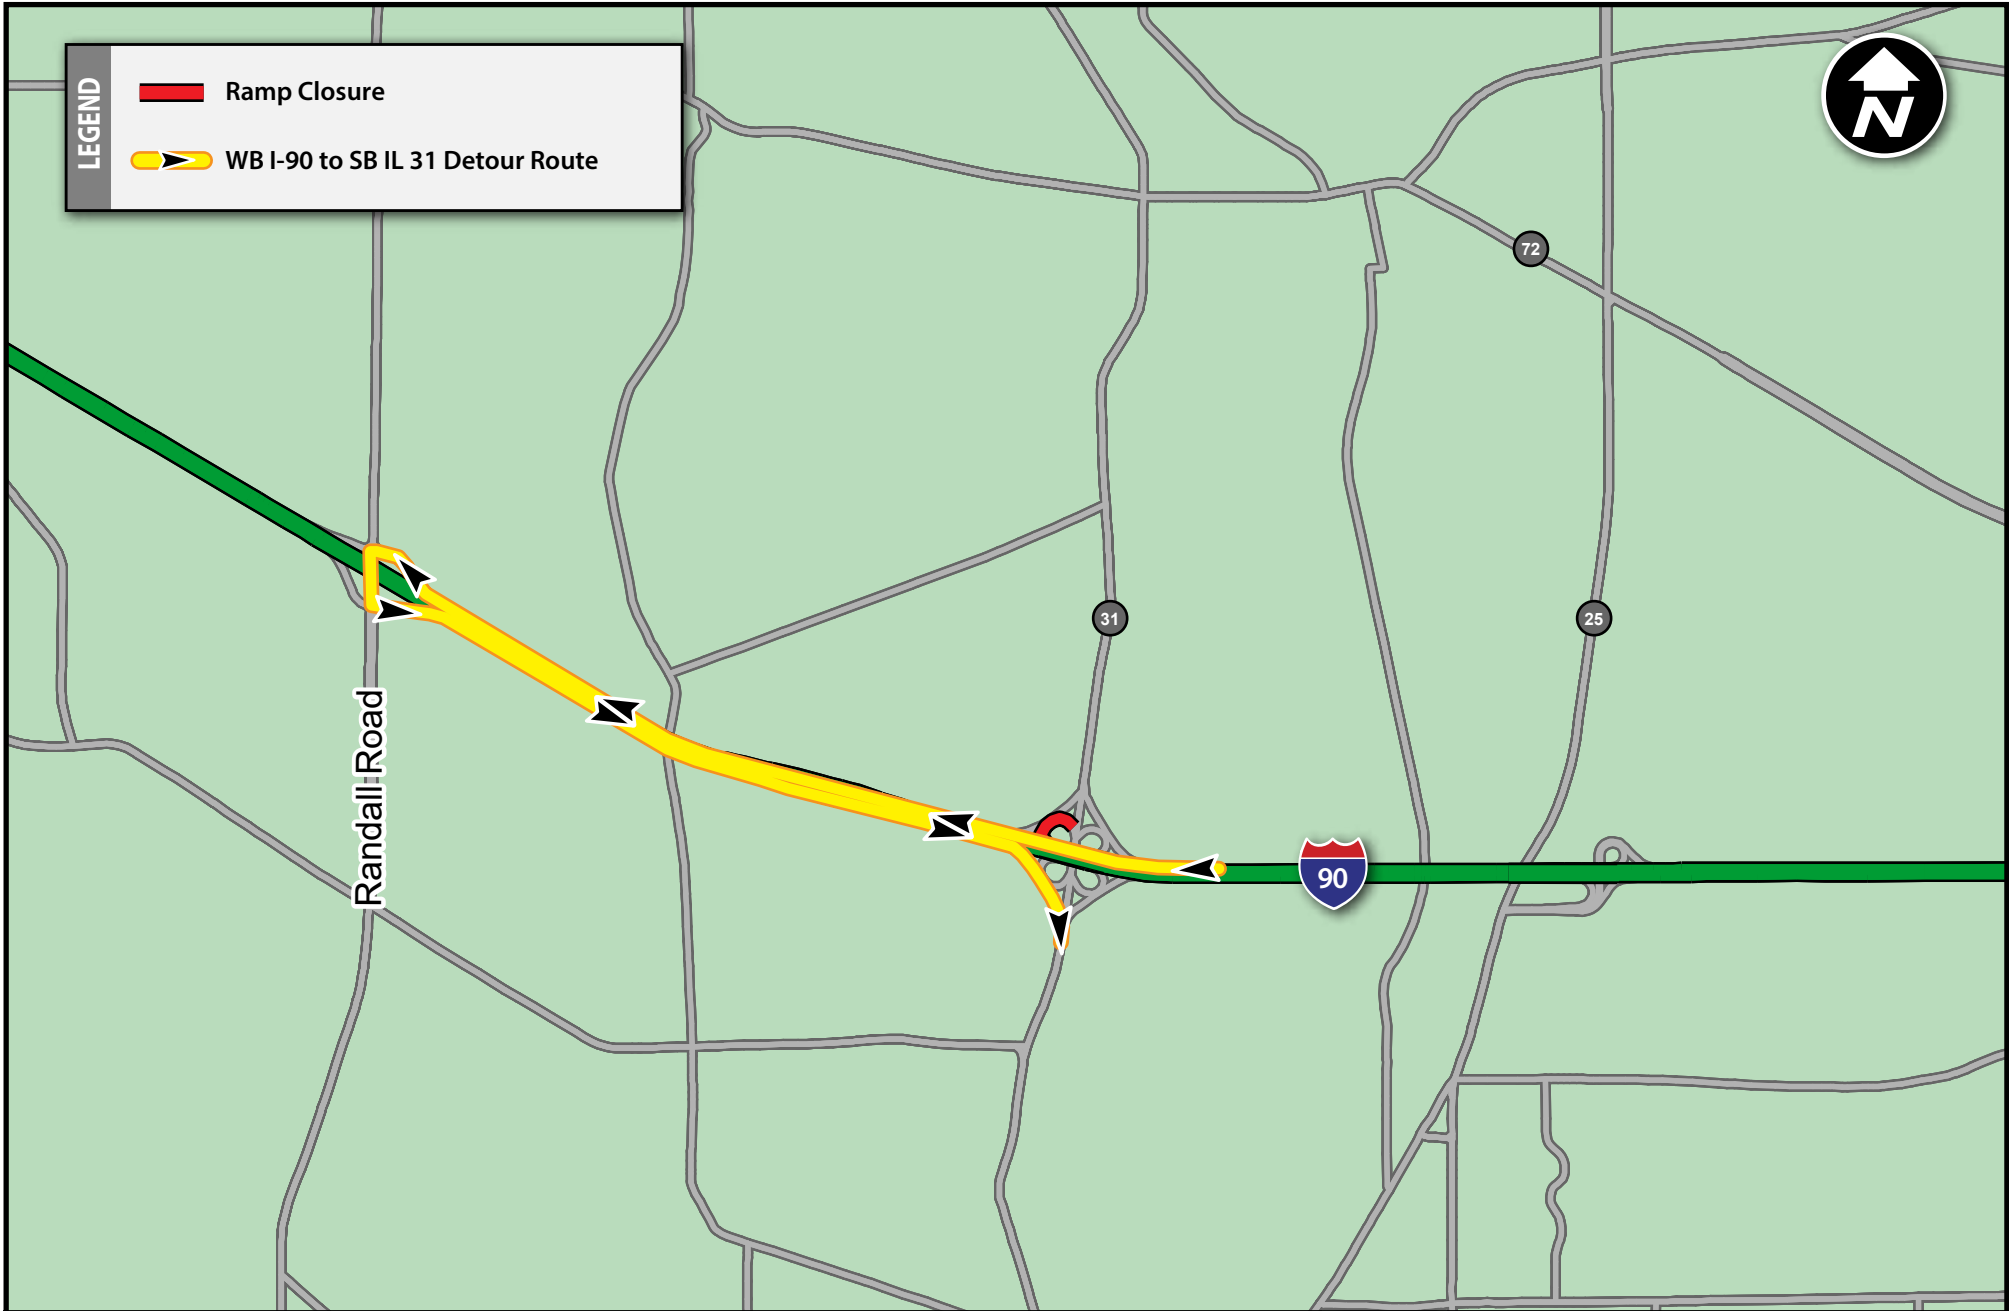 LEGEND
Ramp Closure
WB I-90 to SB IL 31 Detour Route
N
72
31
25
Randall Road
90